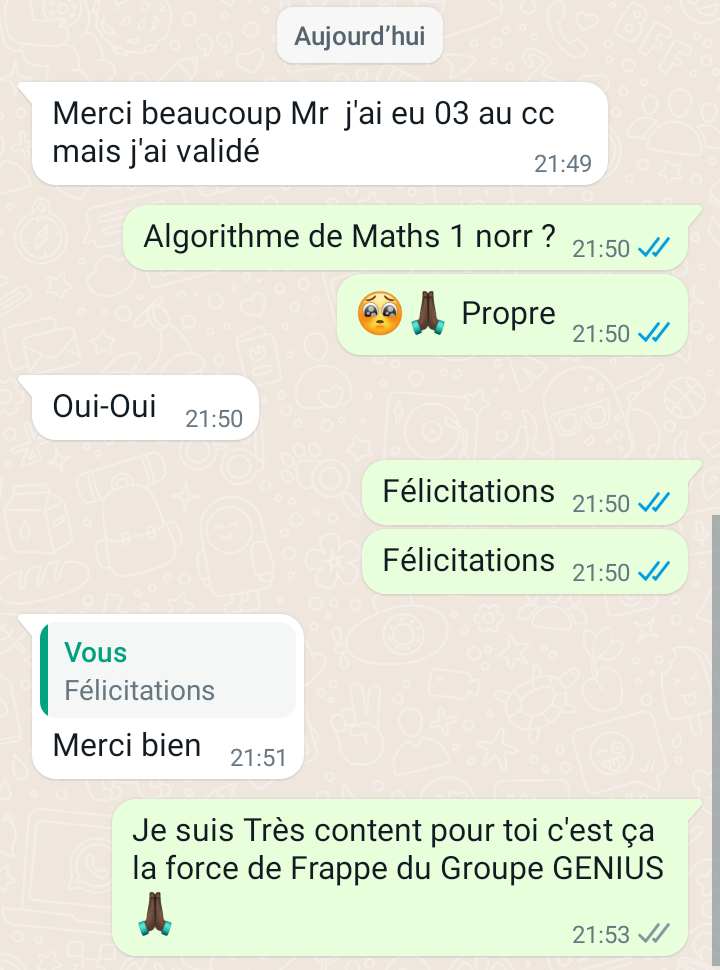 Aujourd'hui
Merci beaucoup Mr j'ai eu 03 au cc
mais j'ai validé
21:49
Algorithme de Maths 1 norr ?
21:50
🥺🙏🏿 Propre
21:50
Oui-Oui
21:50
Félicitations
21:50
Félicitations
21:50
Vous
Félicitations
Merci bien
21:51
Je suis Très content pour toi c'est ça
la force de Frappe du Groupe GENIUS
🙏🏿
21:53